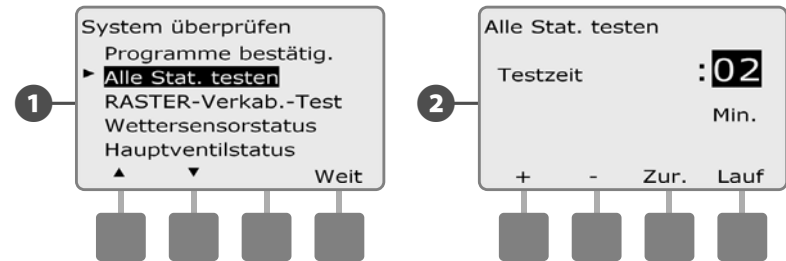 1
System überprüfen
Programme bestätig.
► Alle Stat. testen
RASTER-Verkab.-Test
Wettersensorstatus
Hauptventilstatus
▲ ▼ Weit
2
Alle Stat. testen
Testzeit :02
Min.
+ - Zur. Lauf